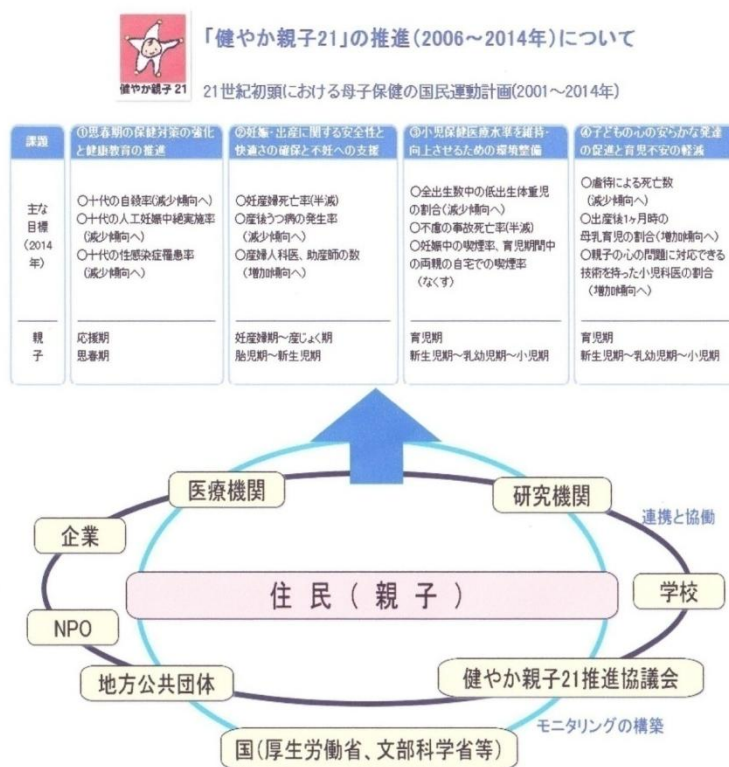 「健やか親子21」の推進(2006～2014年)について
健やか親子21
21世紀初頭における母子保健の国民運動計画(2001～2014年)
課題
①思春期の保健対策の強化
と健康教育の推進
②妊娠・出産に関する安全性と
快適さの確保と不妊への支援
③小児保健医療水準を維持・
向上させるための環境整備
④子どもの心の安らかな発達
の促進と育児不安の軽減
主な
目標
(2014
年)
○十代の自殺率(減少傾向へ)
○十代の人工妊娠中絶実施率
(減少傾向へ)
○十代の性感染症罹患率
(減少傾向へ)
○妊産婦死亡率(半減)
○産後うつ病の発生率
(減少傾向へ)
○産婦人科医、助産師の数
(増加傾向へ)
○全出生数中の低出生体重児
の割合(減少傾向へ)
○不慮の事故死亡率(半減)
○妊娠中の喫煙率、育児期間中
の両親の自宅での喫煙率
(なくす)
○虐待による死亡数
(減少傾向へ)
○出産後1ヶ月時の
母乳育児の割合(増加傾向へ)
○親子の心の問題に対応できる
技術を持った小児科医の割合
(増加傾向へ)
親
子
応援期
思春期
妊産婦期～産じょく期
胎児期～新生児期
育児期
新生児期～乳幼児期～小児期
育児期
新生児期～乳幼児期～小児期
医療機関
研究機関
連携と協働
企業
住民(親子)
学校
NPO
地方公共団体
健やか親子21推進協議会
モニタリングの構築
国(厚生労働省、文部科学省等)